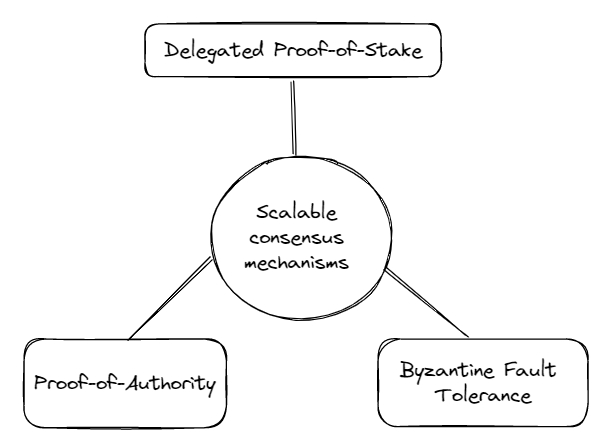 Delegated Proof-of-Stake
Scalable
consensus
mechanisms
Proof-of-Authority
Byzantine Fault
Tolerance